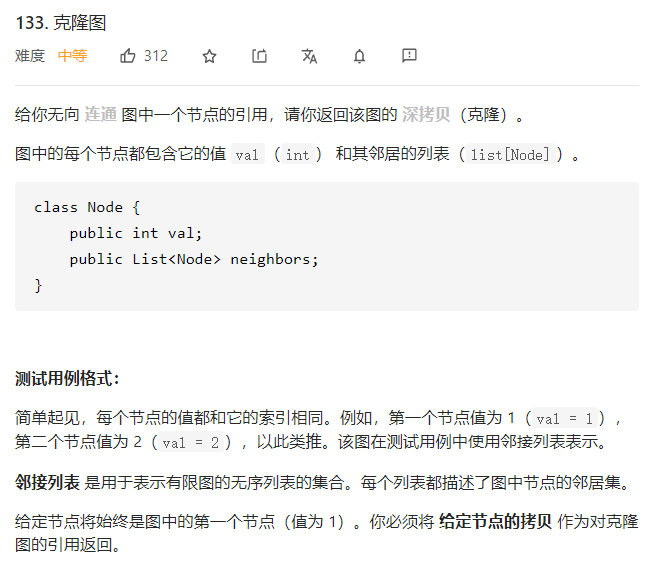 133. 克隆图
难度 中等 312
给你无向 连通 图中一个节点的引用，请你返回该图的 深拷贝（克隆）。
图中的每个节点都包含它的值 val（int） 和其邻居的列表（list[Node]）。
class Node {
    public int val;
    public List<Node> neighbors;
}
测试用例格式：
简单起见，每个节点的值都和它的索引相同。例如，第一个节点值为 1（val = 1），
第二个节点值为 2（val = 2），以此类推。该图在测试用例中使用邻接列表表示。
邻接列表 是用于表示有限图的无序列表的集合。每个列表都描述了图中节点的邻居集。
给定节点将始终是图中的第一个节点（值为 1）。你必须将 给定节点的拷贝 作为对克隆
图的引用返回。